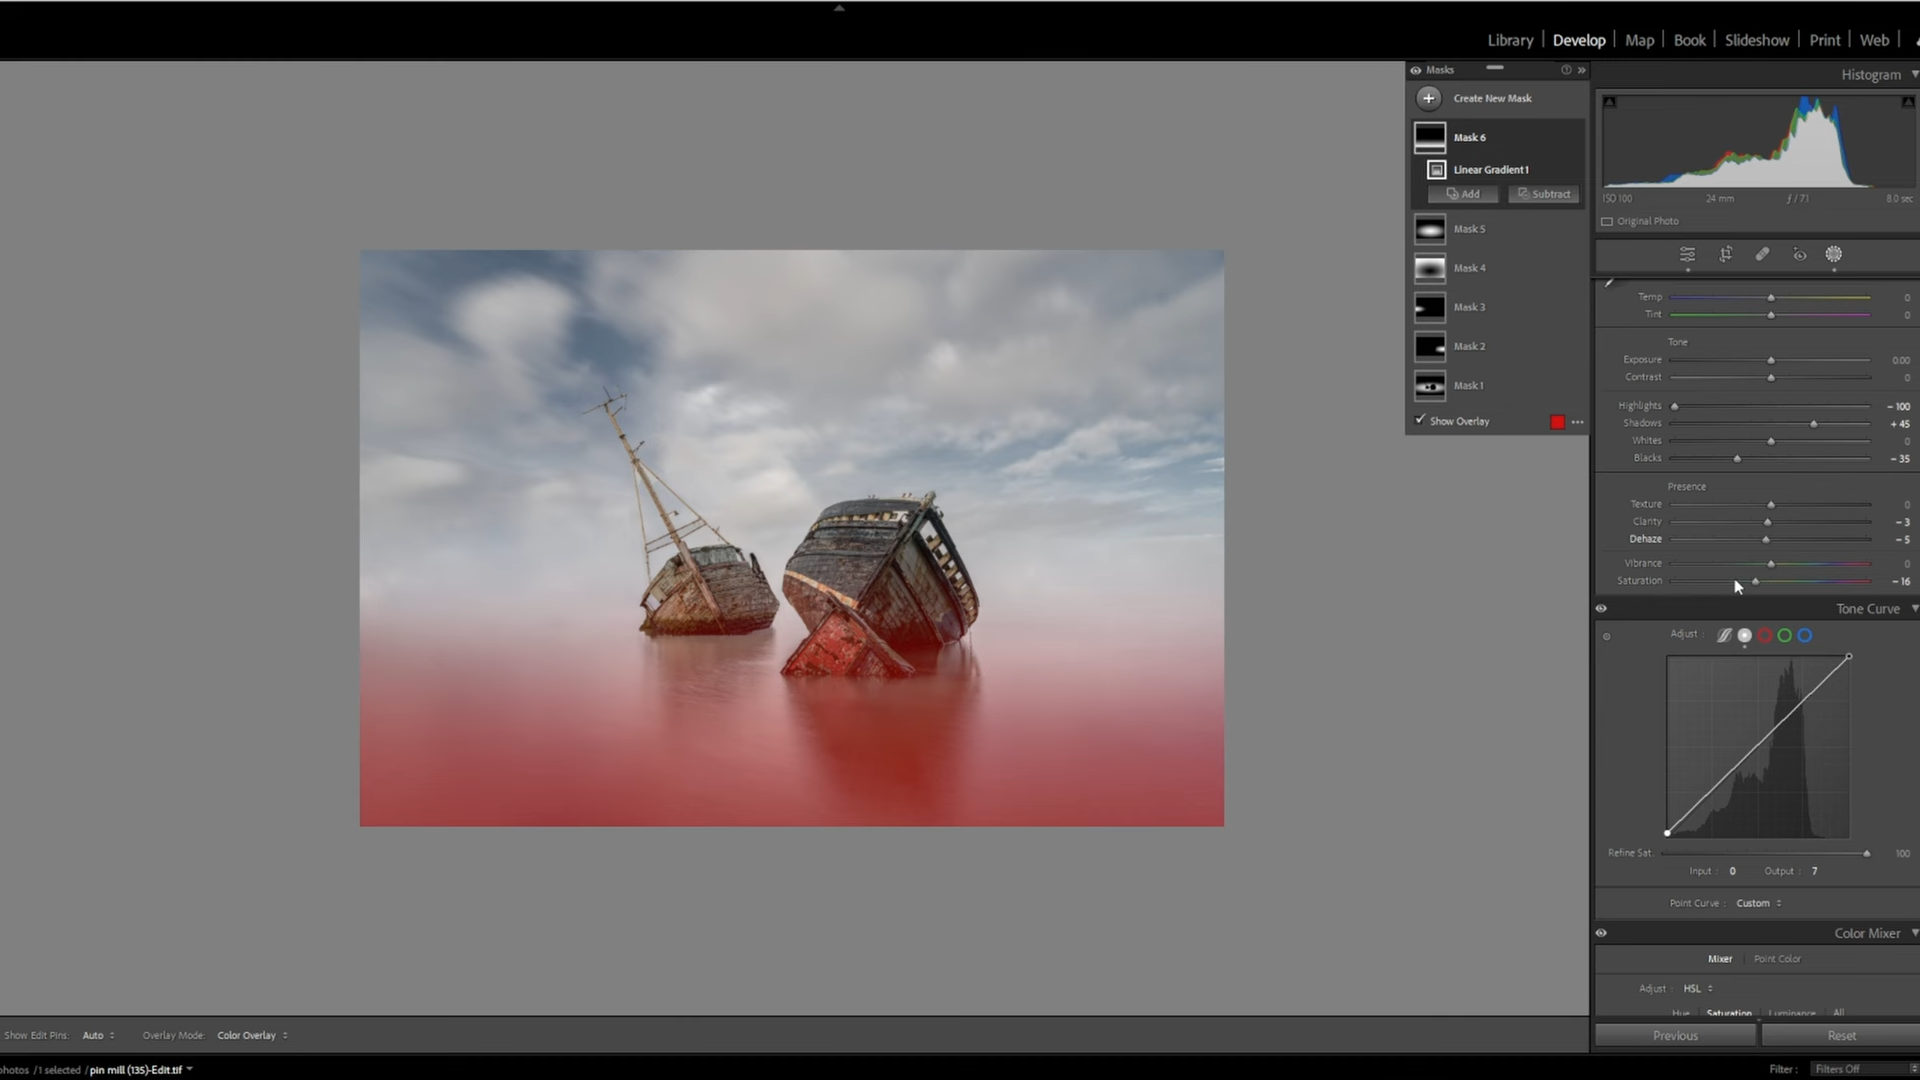 Library | Develop | Map | Book | Slideshow | Print | Web |
Masks
Create New Mask
Mask 6
Linear Gradient 1
Add Subtract
Mask 5
Mask 4
Mask 3
Mask 2
Mask 1
Show Overlay
Histogram
ISO 100 24 mm ƒ / 7.1 8.0 sec
Original Photo
Temp 0
Tint 0
Tone
Exposure 0.00
Contrast 0
Highlights - 100
Shadows + 45
Whites 0
Blacks - 35
Presence
Texture 0
Clarity - 3
Dehaze - 5
Vibrance 0
Saturation - 16
Tone Curve
Adjust :
Refine Sat. 100
Input : 0 Output : 7
Point Curve : Custom
Color Mixer
Mixer Point Color
Adjust : HSL
Hue Saturation Luminance All
Previous Reset
Show Edit Pins: Auto Overlay Mode: Color Overlay
photos / 1 selected / pin mill (135)-Edit.tif
Filter : Filters Off